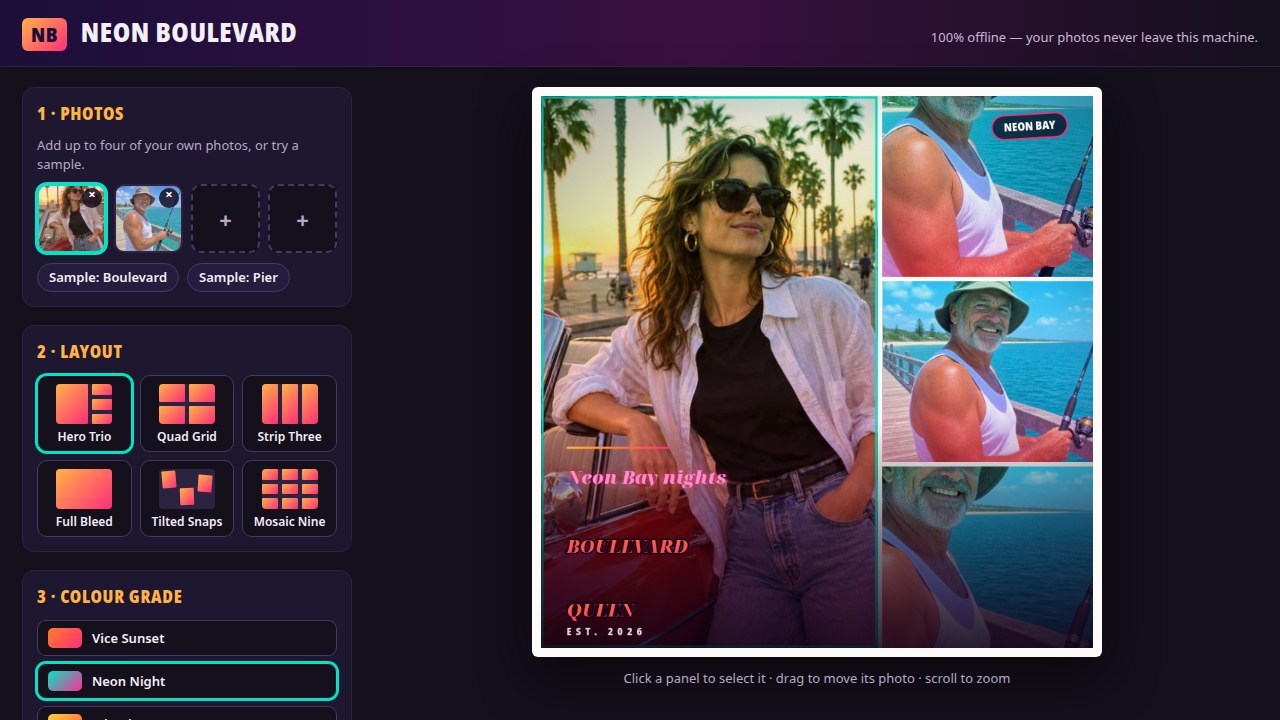 NB
NEON BOULEVARD
100% offline — your photos never leave this machine.
1 · PHOTOS
Add up to four of your own photos, or try a
sample.
×
×
+
+
Sample: Boulevard
Sample: Pier
2 · LAYOUT
Hero Trio
Quad Grid
Strip Three
Full Bleed
Tilted Snaps
Mosaic Nine
3 · COLOUR GRADE
Vice Sunset
Neon Night
NEON BAY
Neon Bay nights
BOULEVARD
QUEEN
EST. 2026
Click a panel to select it · drag to move its photo · scroll to zoom